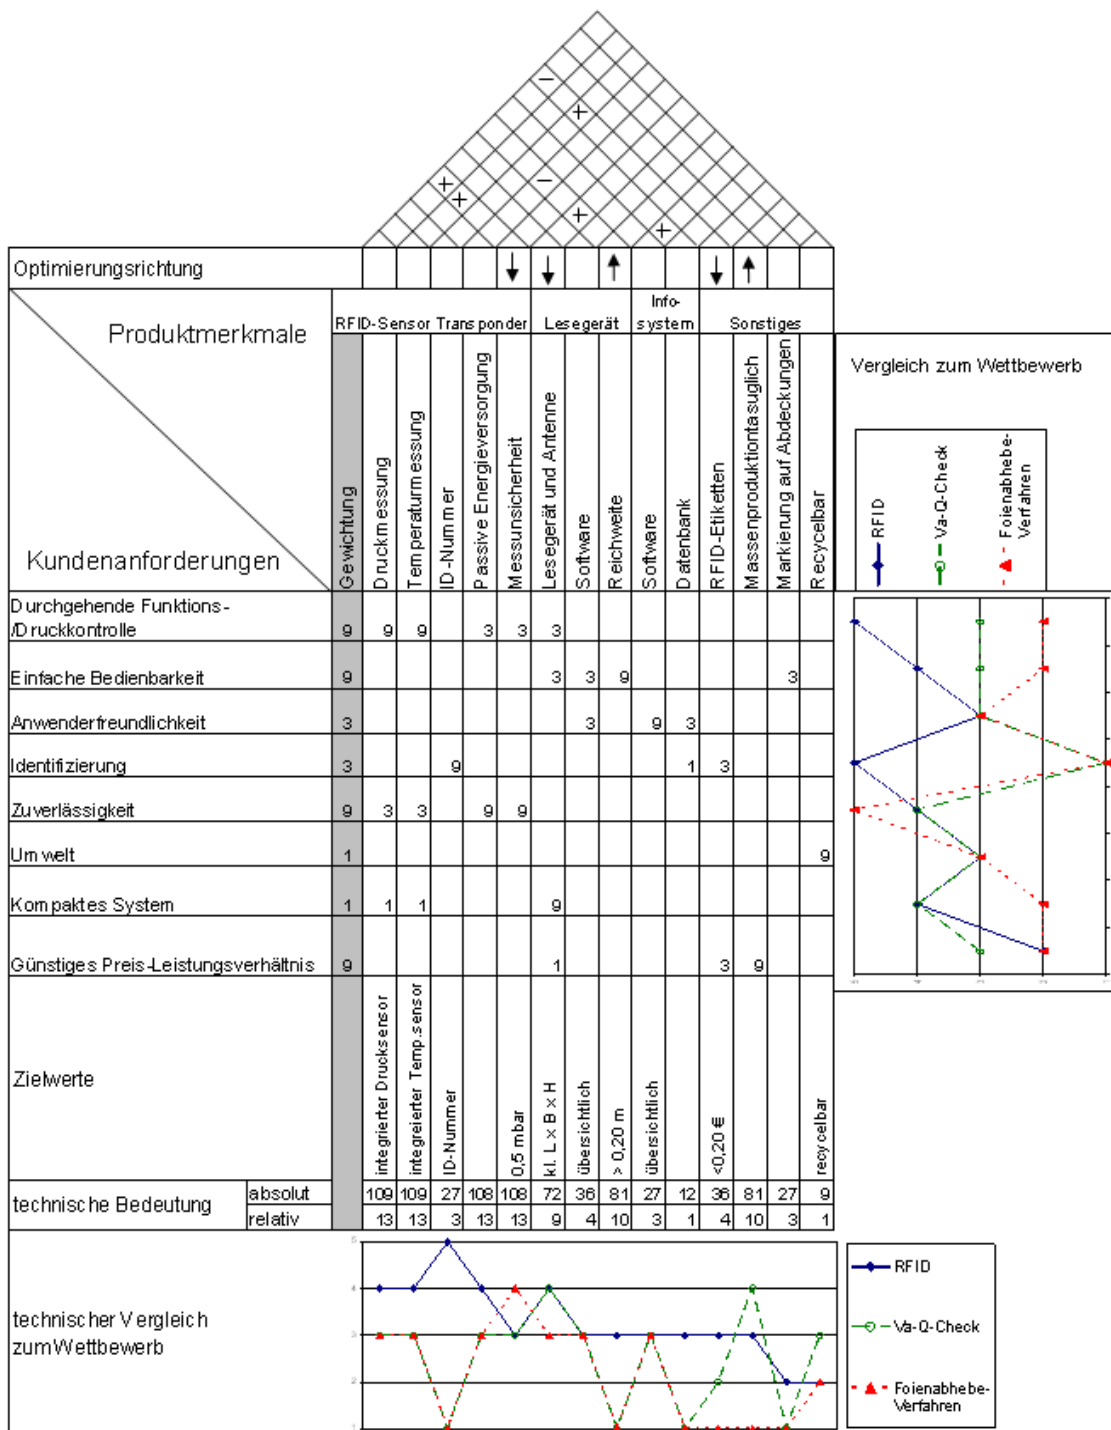 −
+
+
−
+
+
+
Optimierungsrichtung
Produktmerkmale
Kundenanforderungen
RFID-Sensor Transponder
Lesegerät
Info-
system
Sonstiges
Gewichtung
Druckmessung
Temperaturmessung
ID-Nummer
Passive Energieversorgung
Messunsicherheit
Lesegerät und Antenne
Software
Reichweite
Software
Datenbank
RFID-Etiketten
Massenproduktiontasuglich
Markierung auf Abdeckungen
Recycelbar
Vergleich zum Wettbewerb
RFID
Va-Q-Check
Foienabhebe-
Verfahren
Durchgehende Funktions-
/Druckkontrolle 9 9 9 3 3 3
Einfache Bedienbarkeit 9 3 3 9 3
Anwenderfreundlichkeit 3 3 9 3
Identifizierung 3 9 1 3
Zuverlässigkeit 9 3 3 9 9
Umwelt 1 9
Kompaktes System 1 1 1 9
Günstiges Preis-Leistungsverhältnis 9 1 3 9
Zielwerte
integrierter Drucksensor
integreierter Temp.sensor
ID-Nummer
0,5 mbar
kl. L x B x H
übersichtlich
> 0,20 m
übersichtlich
<0,20 €
recycelbar
technische Bedeutung
absolut 109 109 27 108 108 72 36 81 27 12 36 81 27 9
relativ 13 13 3 13 13 9 4 10 3 1 4 10 3 1
technischer Vergleich
zum Wettbewerb
5
4
3
2
1
RFID
Va-Q-Check
Foienabhebe-
Verfahren